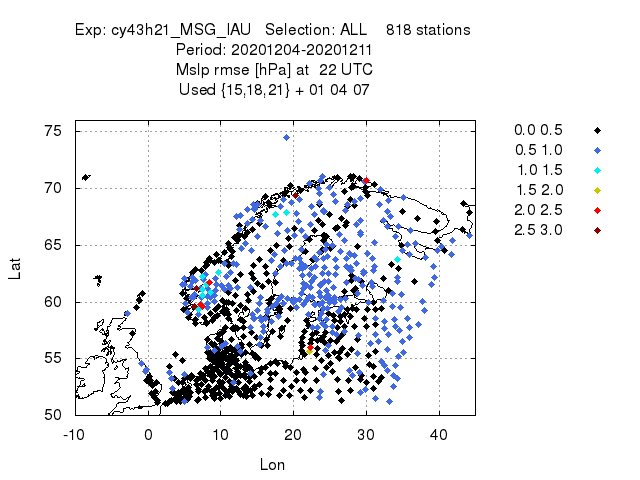 Exp: cy43h21_MSG_IAU   Selection: ALL    818 stations
Period: 20201204-20201211
Mslp rmse [hPa] at  22 UTC
Used {15,18,21} + 01 04 07
0.0 0.5
0.5 1.0
1.0 1.5
1.5 2.0
2.0 2.5
2.5 3.0
75
70
65
60
55
50
Lat
-10 0 10 20 30 40
Lon